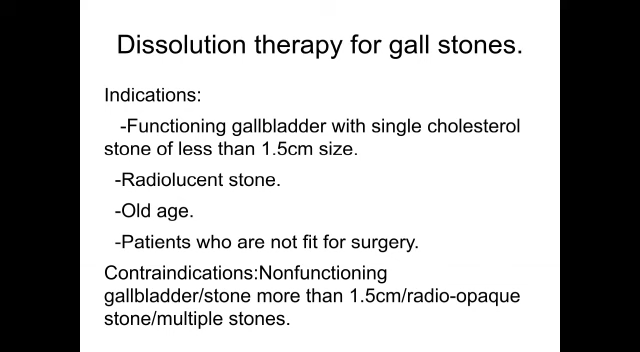 Dissolution therapy for gall stones.
Indications:
-Functioning gallbladder with single cholesterol
stone of less than 1.5cm size.
-Radiolucent stone.
-Old age.
-Patients who are not fit for surgery.
Contraindications:Nonfunctioning
gallbladder/stone more than 1.5cm/radio-opaque
stone/multiple stones.